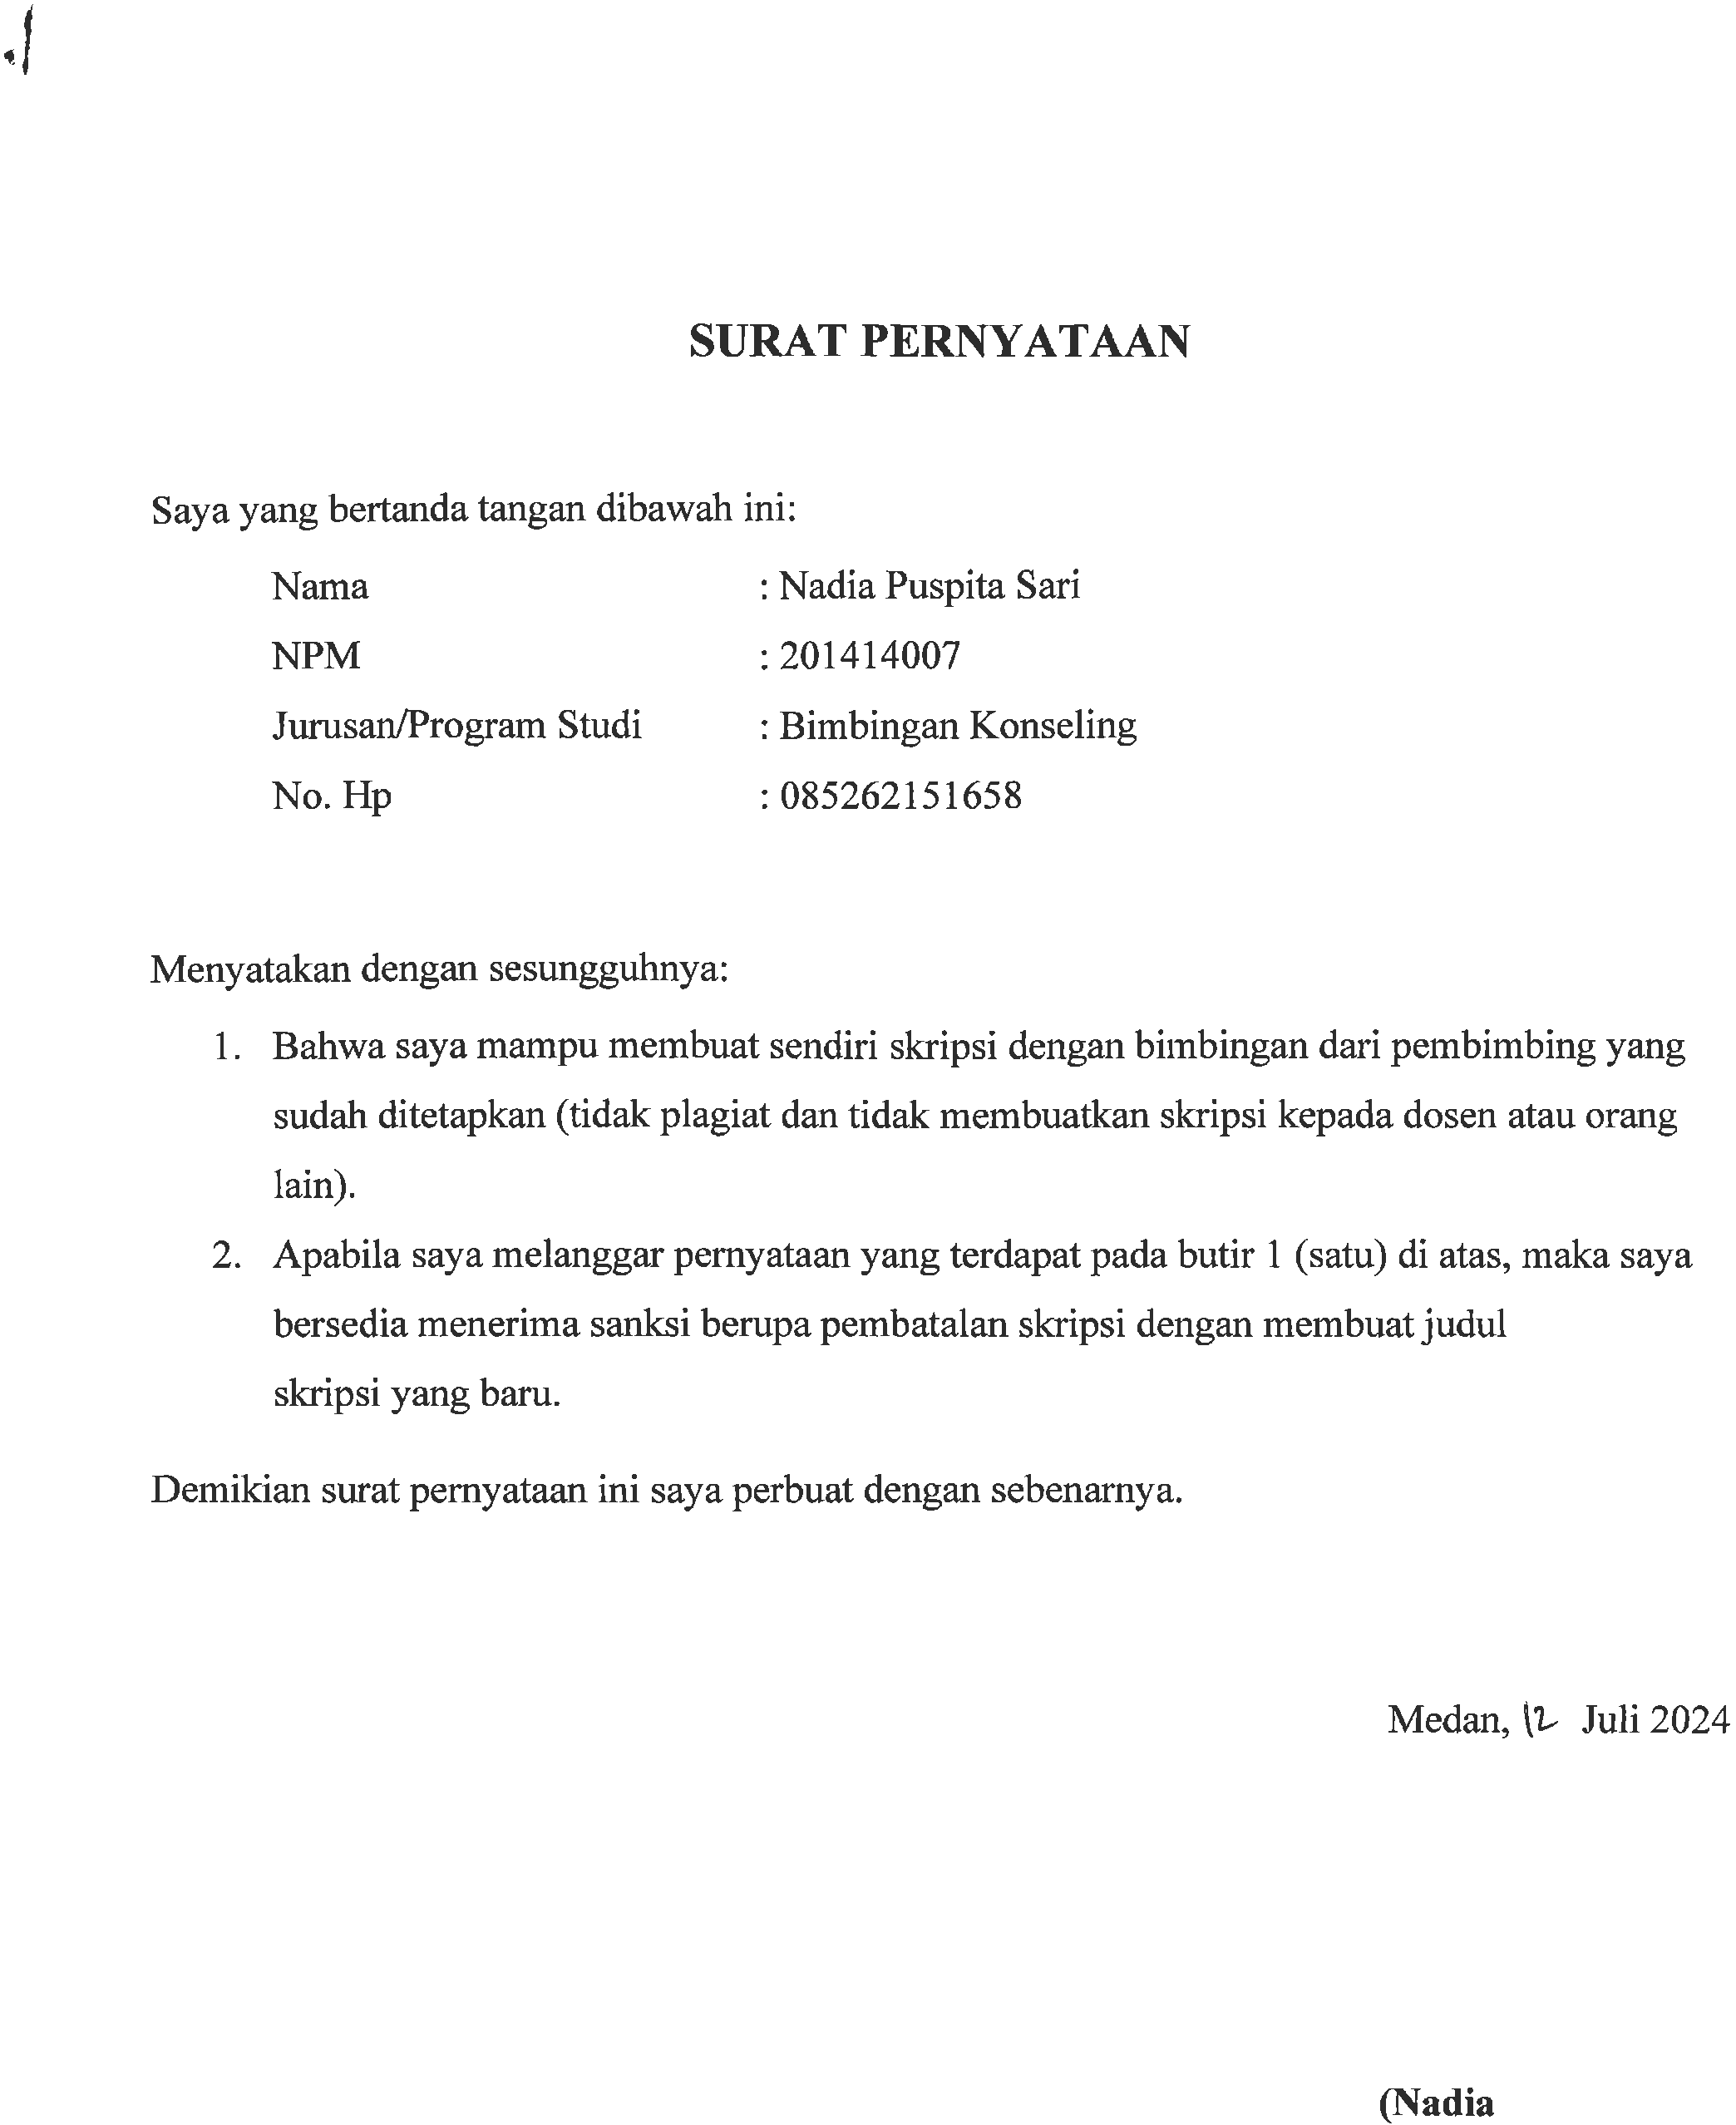 SURAT PERNYATAAN
Saya yang bertanda tangan dibawah ini:
Nama : Nadia Puspita Sari
NPM : 201414007
Jurusan/Program Studi : Bimbingan Konseling
No. Hp : 085262151658
Menyatakan dengan sesungguhnya:
1. Bahwa saya mampu membuat sendiri skripsi dengan bimbingan dari pembimbing yang
sudah ditetapkan (tidak plagiat dan tidak membuatkan skripsi kepada dosen atau orang
lain).
2. Apabila saya melanggar pernyataan yang terdapat pada butir 1 (satu) di atas, maka saya
bersedia menerima sanksi berupa pembatalan skripsi dengan membuat judul
skripsi yang baru.
Demikian surat pernyataan ini saya perbuat dengan sebenarnya.
Medan, 12 Juli 2024
(Nadia